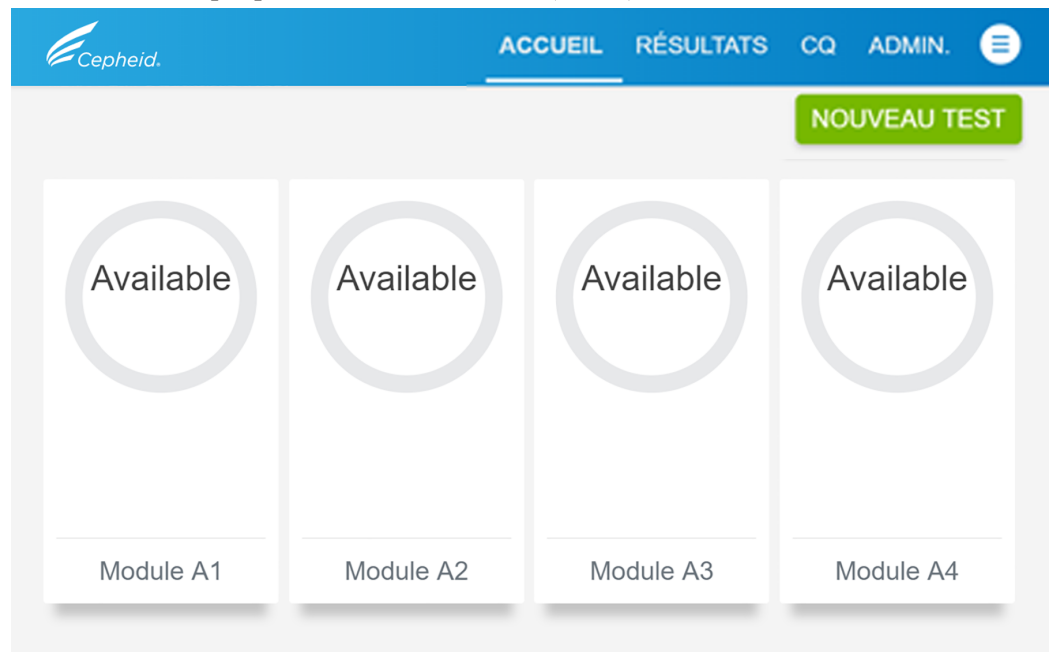 Cepheid.
ACCUEIL RÉSULTATS CQ ADMIN.
NOUVEAU TEST
Available Available Available Available
Module A1 Module A2 Module A3 Module A4